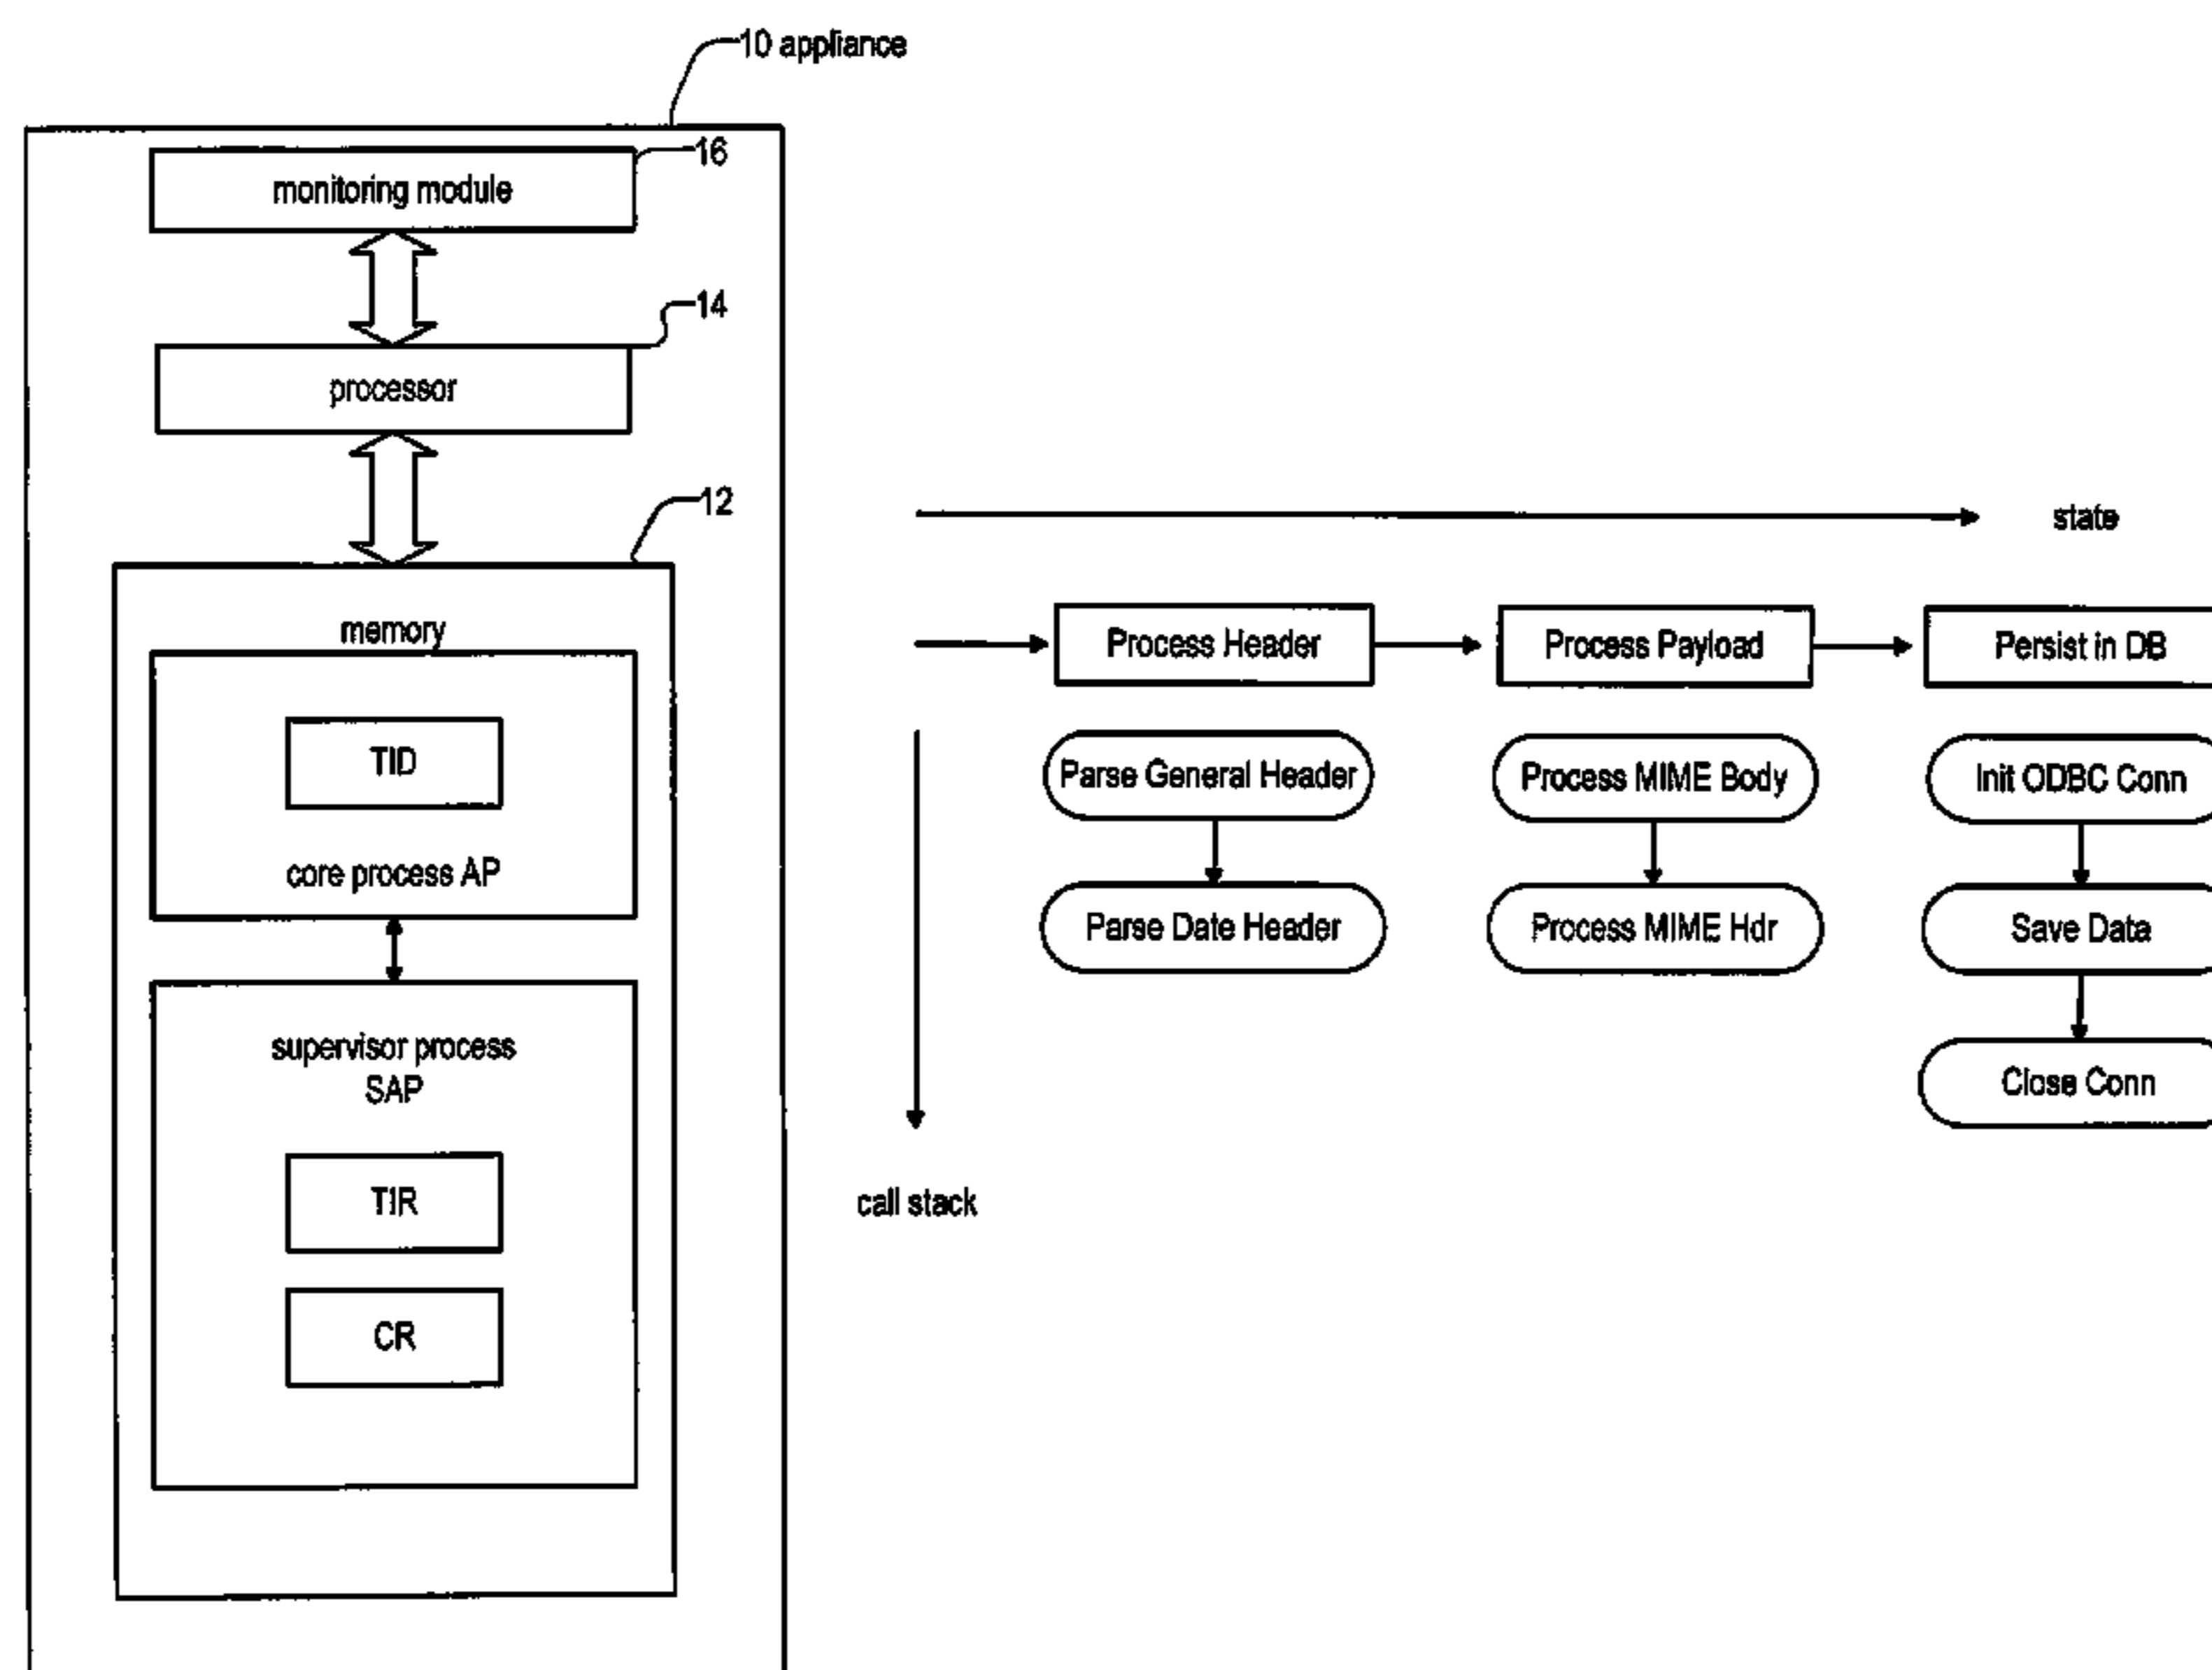 10 appliance
16
monitoring module
14
processor
12
memory
TID
core process AP
supervisor process
SAP
TIR
CR
state
Process Header
Process Payload
Persist in DB
Parse General Header
Process MIME Body
Init ODBC Conn
Parse Date Header
Process MIME Hdr
Save Data
Close Conn
call stack